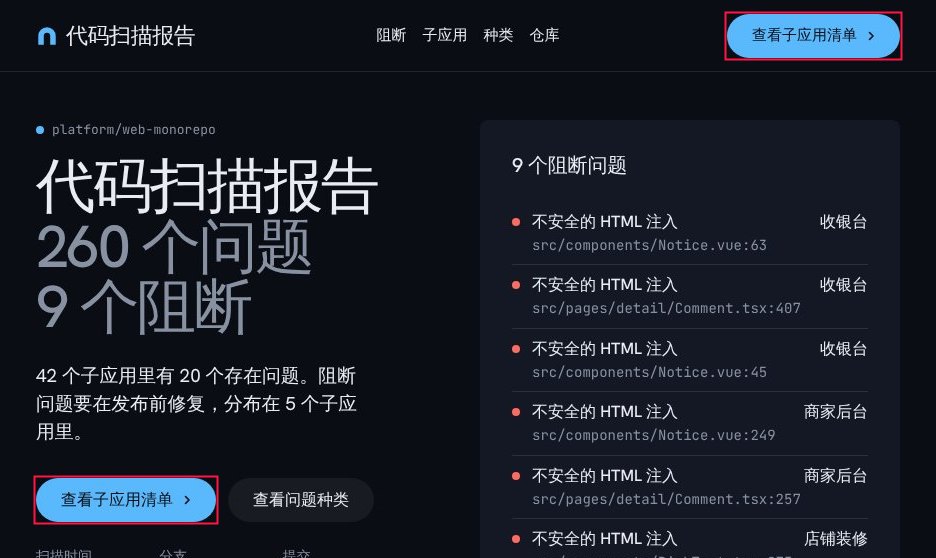 代码扫描报告
阻断 子应用 种类 仓库
查看子应用清单
platform/web-monorepo
代码扫描报告
260 个问题
9 个阻断
42 个子应用里有 20 个存在问题。阻断
问题要在发布前修复，分布在 5 个子应
用里。
查看子应用清单
查看问题种类
扫描时间 分支 提交
9 个阻断问题
不安全的 HTML 注入 收银台
src/components/Notice.vue:63
不安全的 HTML 注入 收银台
src/pages/detail/Comment.tsx:407
不安全的 HTML 注入 收银台
src/components/Notice.vue:45
不安全的 HTML 注入 商家后台
src/components/Notice.vue:249
不安全的 HTML 注入 商家后台
src/pages/detail/Comment.tsx:257
不安全的 HTML 注入 店铺装修